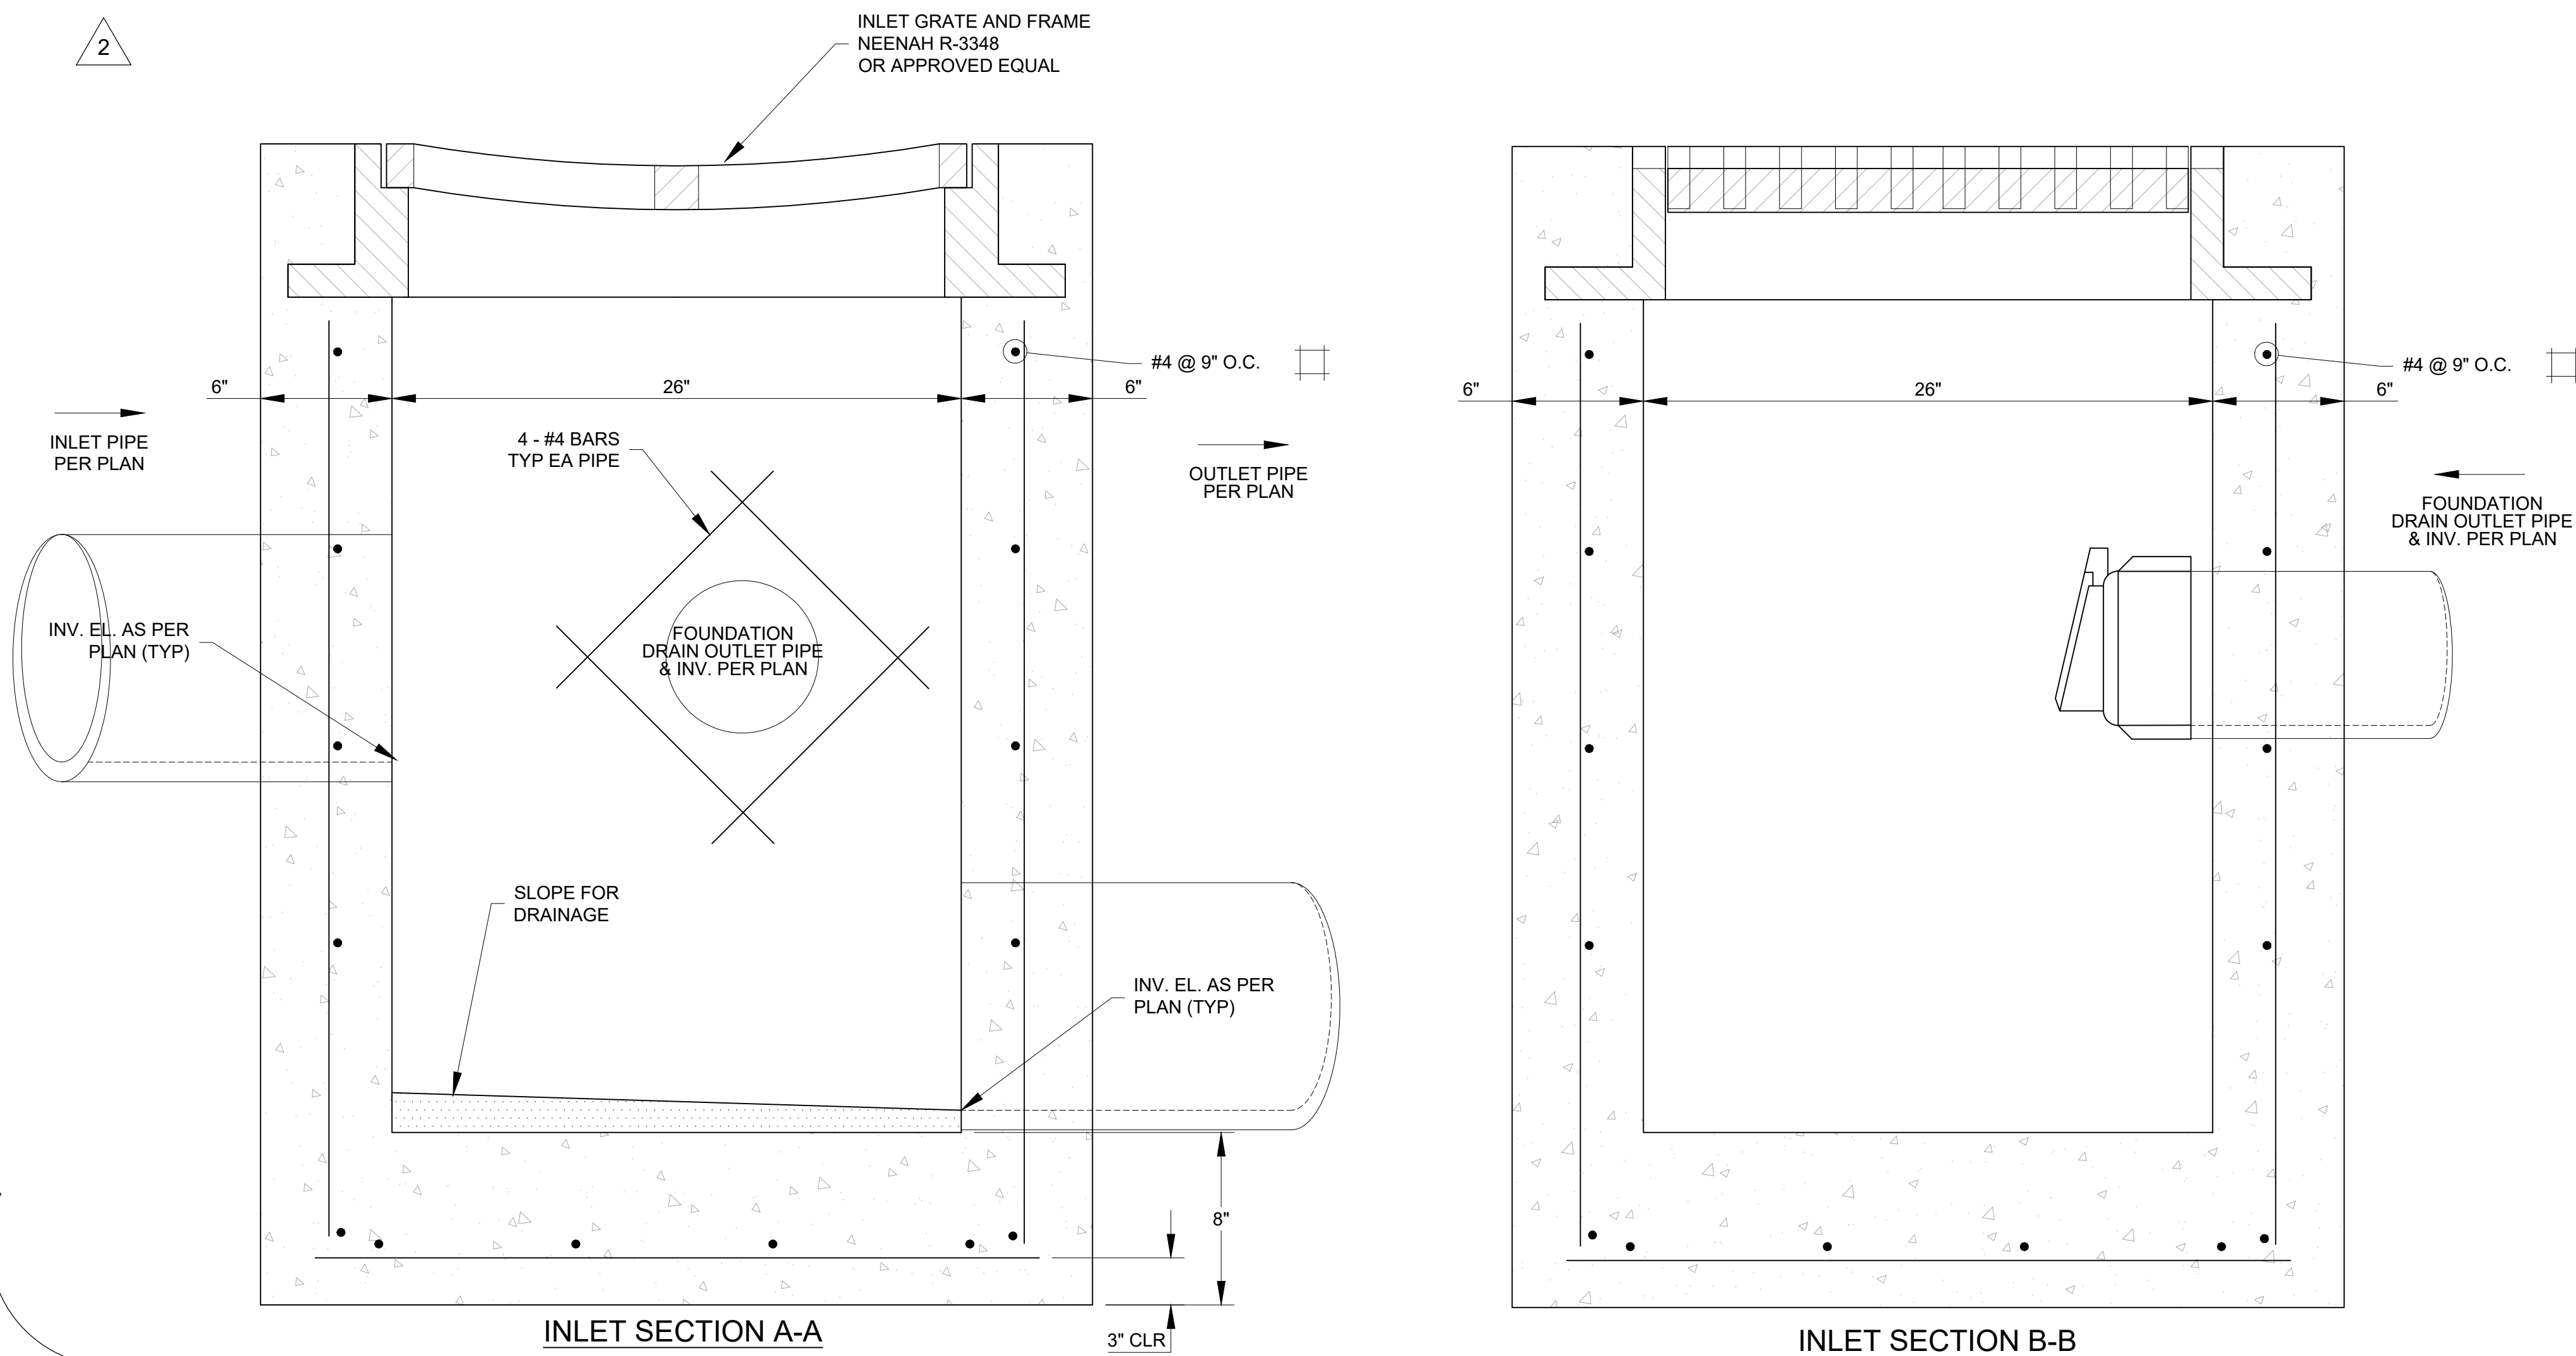 2
INLET GRATE AND FRAME
NEENAH R-3348
OR APPROVED EQUAL
#4 @ 9" O.C.
6"
26"
6"
INLET PIPE
PER PLAN
4 - #4 BARS
TYP EA PIPE
OUTLET PIPE
PER PLAN
INV. EL. AS PER
PLAN (TYP)
FOUNDATION
DRAIN OUTLET PIPE
& INV. PER PLAN
SLOPE FOR
DRAINAGE
INV. EL. AS PER
PLAN (TYP)
8"
3" CLR
INLET SECTION A-A
#4 @ 9" O.C.
6"
26"
6"
FOUNDATION
DRAIN OUTLET PIPE
& INV. PER PLAN
INLET SECTION B-B